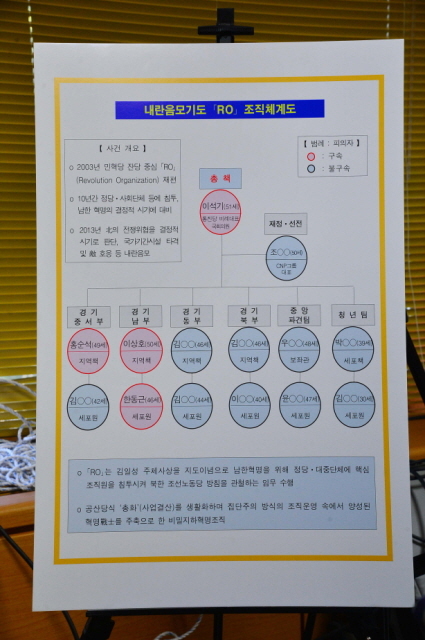 내란음모기도 「RO」 조직체계도
【 사건 개요 】
o 2003년 민혁당 잔당 중심 「RO」
(Revolution Organization) 재편
o 10년간 정당·사회단체 등에 침투,
남한 혁명의 결정적 시기에 대비
o 2013년 北의 전쟁위협을 결정적
시기로 판단, 국가기간시설 타격
및 敵 호응 등 내란음모
【 범례 : 피의자 】
: 구속
: 불구속
총 책
이석기(51세)
국회의원
재정·선전
조○○(50세)
CNP그룹
대표
경 기
중 서 부
경 기
남 부
경 기
동 부
경 기
북 부
중 앙
파견팀
청 년 팀
홍순석(49세)
지역책
이상호(50세)
지역책
김○○(46세)
지역책
김○○(46세)
지역책
우○○(48세)
보좌관
박○○(39세)
세포책
김○○(42세)
세포원
한동근(46세)
세포원
김○○(44세)
세포원
이○○(45세)
세포원
윤○○(47세)
세포원
김○○(30세)
세포원
o 「RO」는 김일성 주체사상을 지도이념으로 남한혁명을 위해 정당·대중단체에 핵심
조직원을 침투시켜 북한 조선노동당 방침을 관철하는 임무 수행
o 공산당식 '총화'(사업결산)를 생활화하며 집단주의 방식의 조직운영 속에서 양성된
혁명戰士를 주축으로 한 비밀지하혁명조직